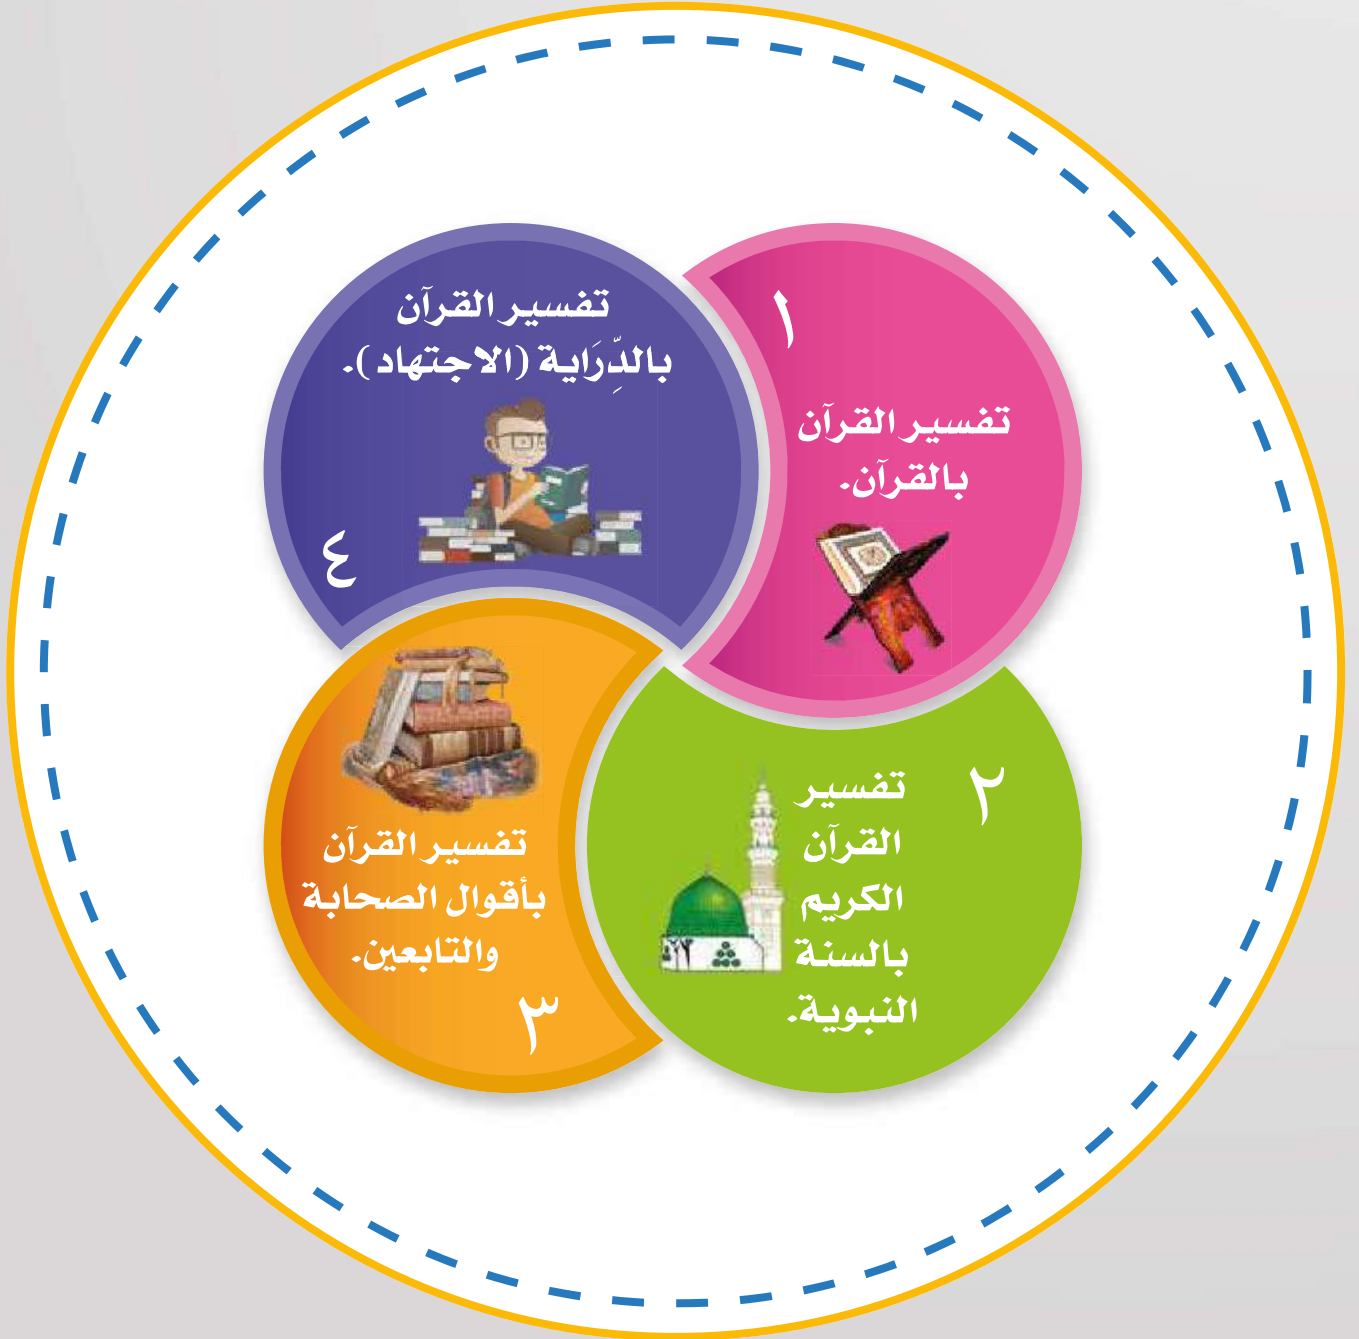 ١
تفسير القرآن
بالقرآن.
٢
تفسير
القرآن
الكريم
بالسنة
النبوية.
تفسير القرآن
بأقوال الصحابة
والتابعين.
٣
تفسير القرآن
بالدِّرَاية (الاجتهاد).
٤